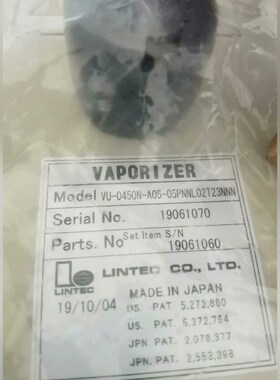 VAPORIZER
Model VU-0450N-A05-05PNNL02T23NNN
Serial No. 19061070
Parts. No Set Item S/N 19061060
LINTEC LINTEC CO., LTD.
19/10/04 MADE IN JAPAN
US. PAT. 5,272,880
US. PAT. 5,372,754
JPN. PAT. 2,078,377
JPN. PAT. 2,553,388